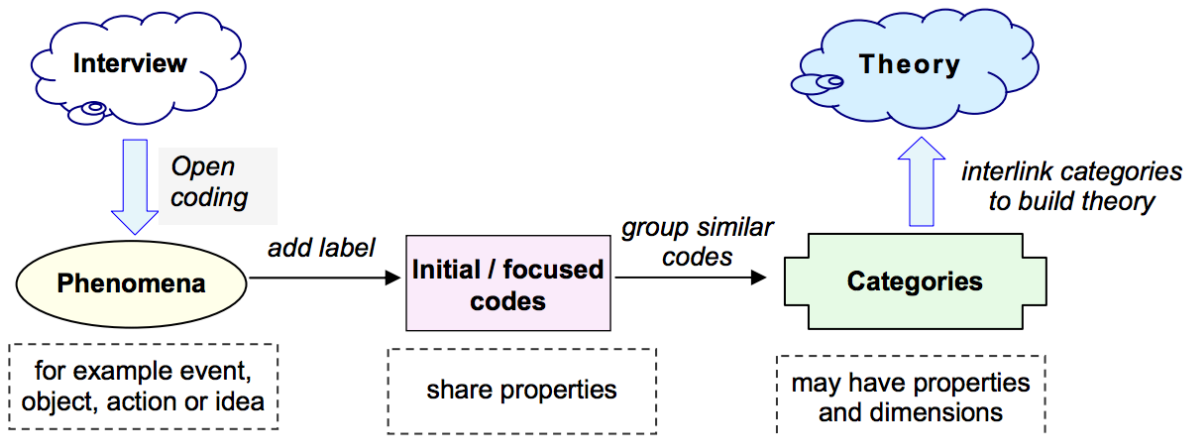 Interview
Theory
Open
coding
interlink categories
to build theory
Phenomena
add label
Initial / focused
codes
group similar
codes
Categories
for example event,
object, action or idea
share properties
may have properties
and dimensions